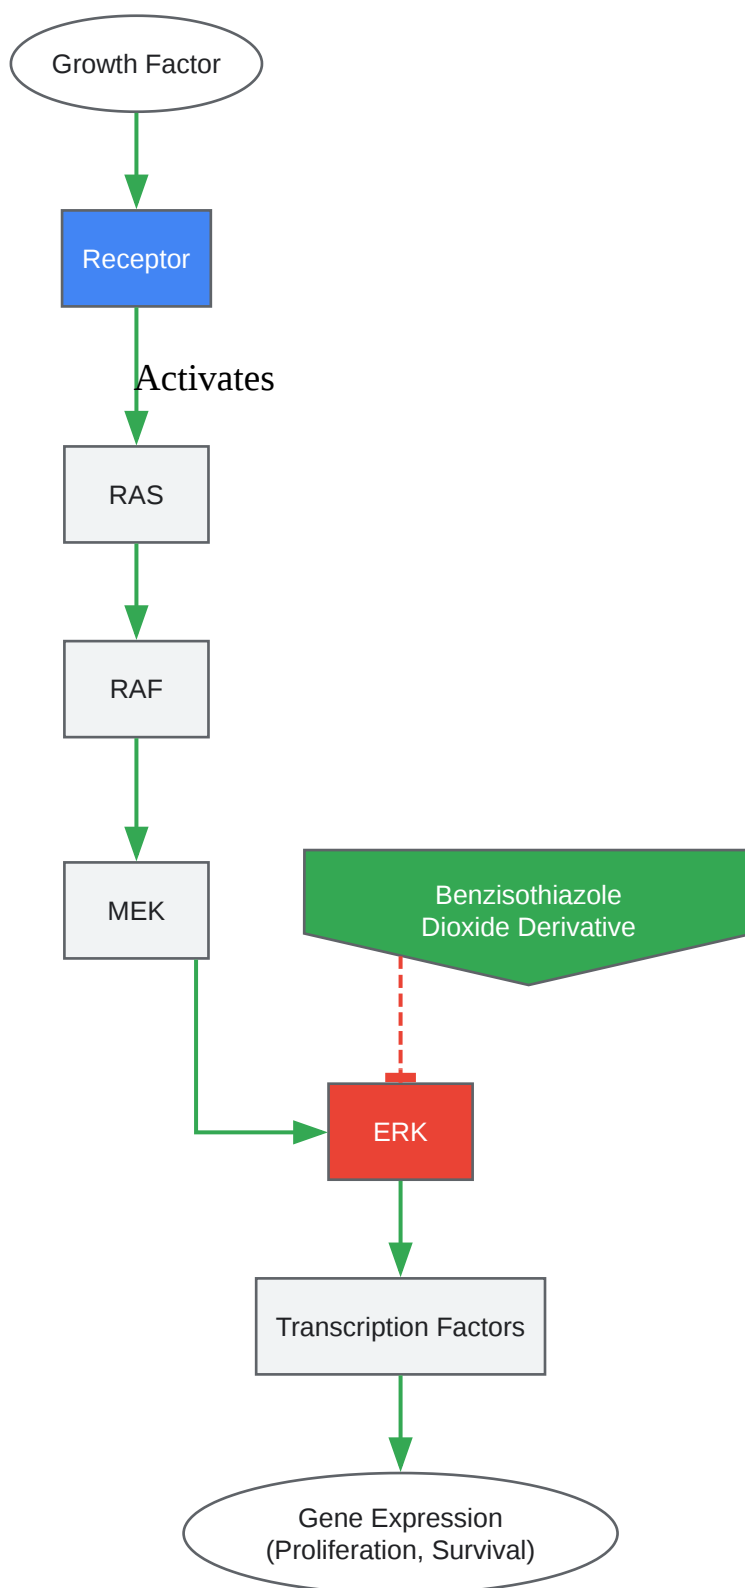 Growth Factor
Receptor
Activates
RAS
RAF
MEK
Benzisothiazole
Dioxide Derivative
ERK
Transcription Factors
Gene Expression
(Proliferation, Survival)